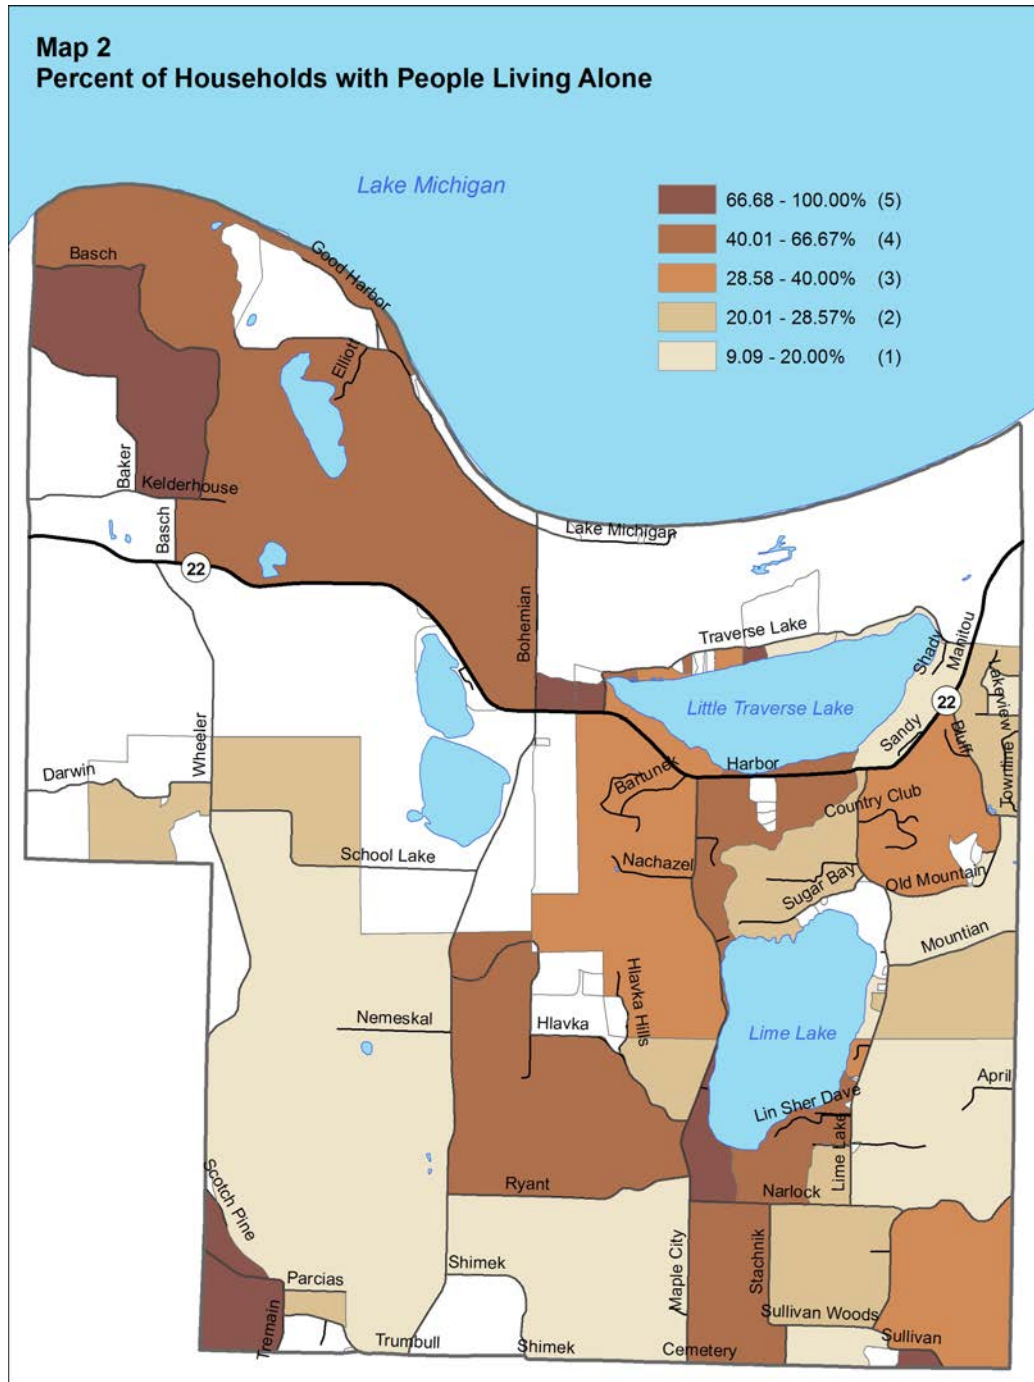 Map 2
Percent of Households with People Living Alone
Lake Michigan
66.68 - 100.00% (5)
40.01 - 66.67% (4)
28.58 - 40.00% (3)
20.01 - 28.57% (2)
9.09 - 20.00% (1)
Basch
Good Harbor
Elliott
Baker
Kelderhouse
Basch
22
Lake Michigan
Bohemian
Traverse Lake
Shady
Manitou
Lakeview
Little Traverse Lake
22
Sandy
Bluff
Townline
Wheeler
Darwin
Bartunek
Harbor
Country Club
School Lake
Nachazel
Sugar Bay
Old Mountain
Mountian
Hlavka Hills
Nemeskal
Hlavka
Lime Lake
April
Lin Sher Dave
Lime Lake
Scotch Pine
Ryant
Narlock
Shimek
Maple City
Stachnik
Parcias
Sullivan Woods
Tremain
Trumbull
Shimek
Cemetery
Sullivan